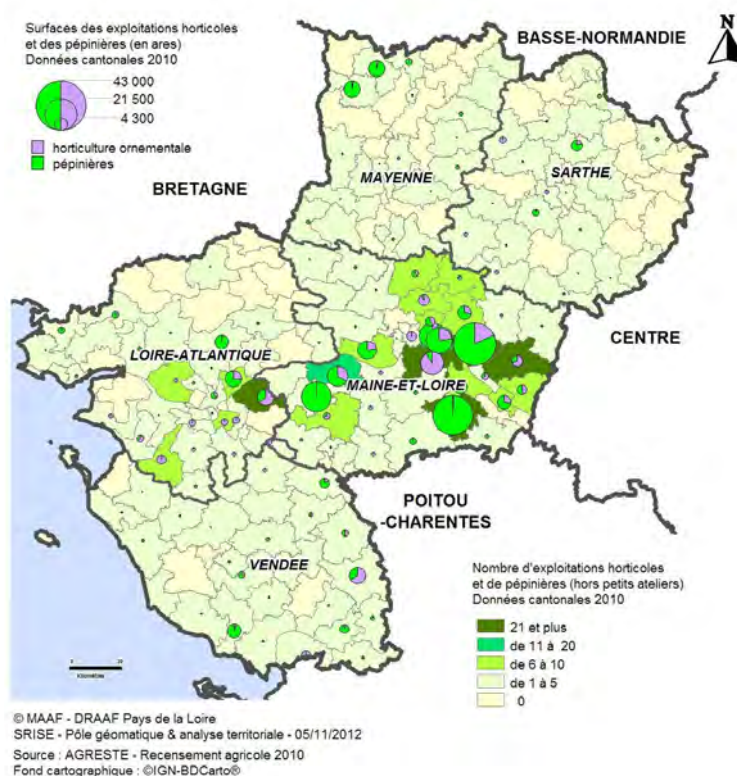 Surfaces des exploitations horticoles
et des pépinières (en ares)
Données cantonales 2010
43 000
21 500
4 300
horticulture ornementale
pépinières
N
BASSE-NORMANDIE
BRETAGNE
MAYENNE
SARTHE
CENTRE
LOIRE-ATLANTIQUE
MAINE-ET-LOIRE
POITOU
-CHARENTES
VENDEE
Nombre d'exploitations horticoles
et de pépinières (hors petits ateliers)
Données cantonales 2010
21 et plus
de 11 à 20
de 6 à 10
de 1 à 5
0
Kilomètres
© MAAF - DRAAF Pays de la Loire
SRISE - Pôle géomatique & analyse territoriale - 05/11/2012
Source : AGRESTE - Recensement agricole 2010
Fond cartographique : ©IGN-BDCarto®